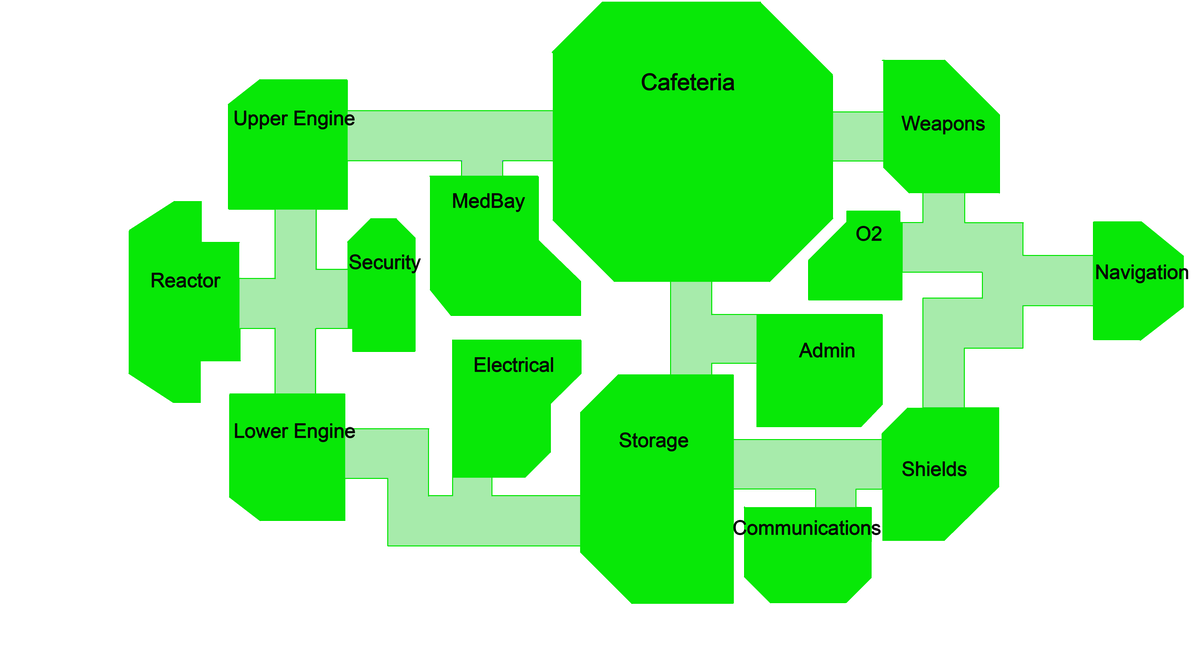 Cafeteria
Upper Engine
Weapons
MedBay
O2
Security
Navigation
Reactor
Admin
Electrical
Lower Engine
Storage
Shields
Communications